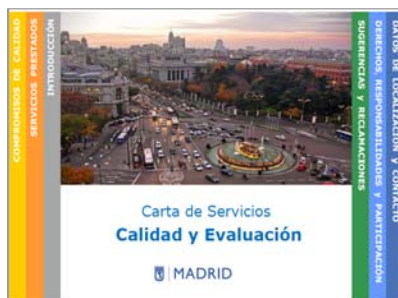 COMPROMISOS DE CALIDAD
SERVICIOS PRESTADOS
INTRODUCCIÓN
Carta de Servicios
Calidad y Evaluación
MADRID
SUGERENCIAS y RECLAMACIONES
DERECHOS, RESPONSABILIDADES y PARTICIPACIÓN
DATOS DE LOCALIZACIÓN y CONTACTO